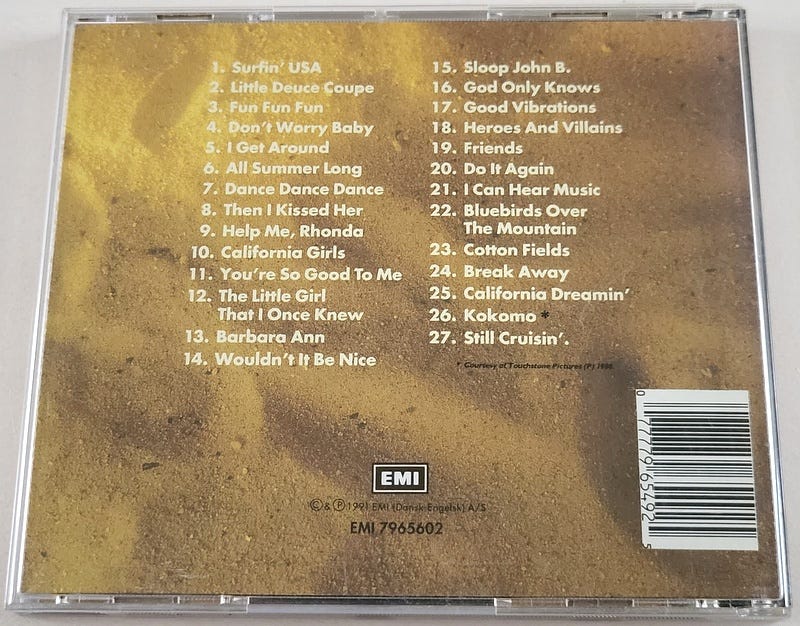 1. Surfin' USA
2. Little Deuce Coupe
3. Fun Fun Fun
4. Don't Worry Baby
5. I Get Around
6. All Summer Long
7. Dance Dance Dance
8. Then I Kissed Her
9. Help Me, Rhonda
10. California Girls
11. You're So Good To Me
12. The Little Girl
That I Once Knew
13. Barbara Ann
14. Wouldn't It Be Nice
15. Sloop John B.
16. God Only Knows
17. Good Vibrations
18. Heroes And Villains
19. Friends
20. Do It Again
21. I Can Hear Music
22. Bluebirds Over
The Mountain
23. Cotton Fields
24. Break Away
25. California Dreamin'
26. Kokomo *
27. Still Cruisin'.
* Courtesy of Touchstone Pictures (P) 1988
EMI
© & ℗ 1991 EMI (Dansk-Engelsk) A/S
EMI 7965602
0 77779 65492 5